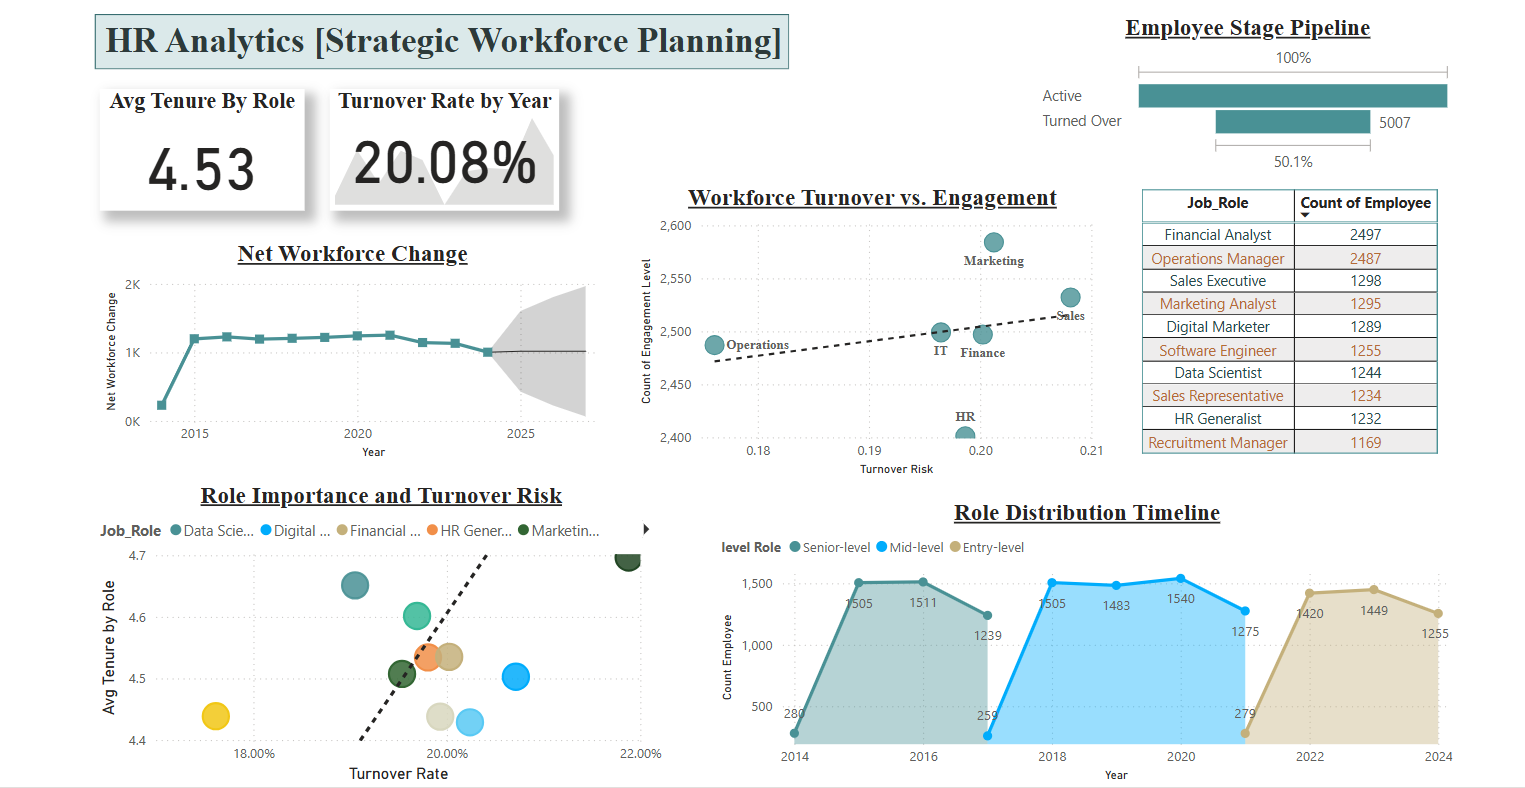 HR Analytics [Strategic Workforce Planning]
Employee Stage Pipeline
100%
Active
Turned Over
5007
50.1%
Avg Tenure By Role
4.53
Turnover Rate by Year
20.08%
Net Workforce Change
Net Workforce Change
2K
1K
0K
2015
2020
2025
Year
Workforce Turnover vs. Engagement
Count of Engagement Level
2,600
2,550
2,500
2,450
2,400
Marketing
Sales
Operations
IT
Finance
HR
0.18
0.19
0.20
0.21
Turnover Risk
Job_Role Count of Employee
Financial Analyst 2497
Operations Manager 2487
Sales Executive 1298
Marketing Analyst 1295
Digital Marketer 1289
Software Engineer 1255
Data Scientist 1244
Sales Representative 1234
HR Generalist 1232
Recruitment Manager 1169
Role Importance and Turnover Risk
Job_Role Data Scie... Digital ... Financial ... HR Gener... Marketin...
Avg Tenure by Role
4.7
4.6
4.5
4.4
18.00%
20.00%
22.00%
Turnover Rate
Role Distribution Timeline
level Role Senior-level Mid-level Entry-level
Count Employee
1,500
1,000
500
280
1505
1511
1239
259
1505
1483
1540
1275
279
1420
1449
1255
2014
2016
2018
2020
2022
2024
Year